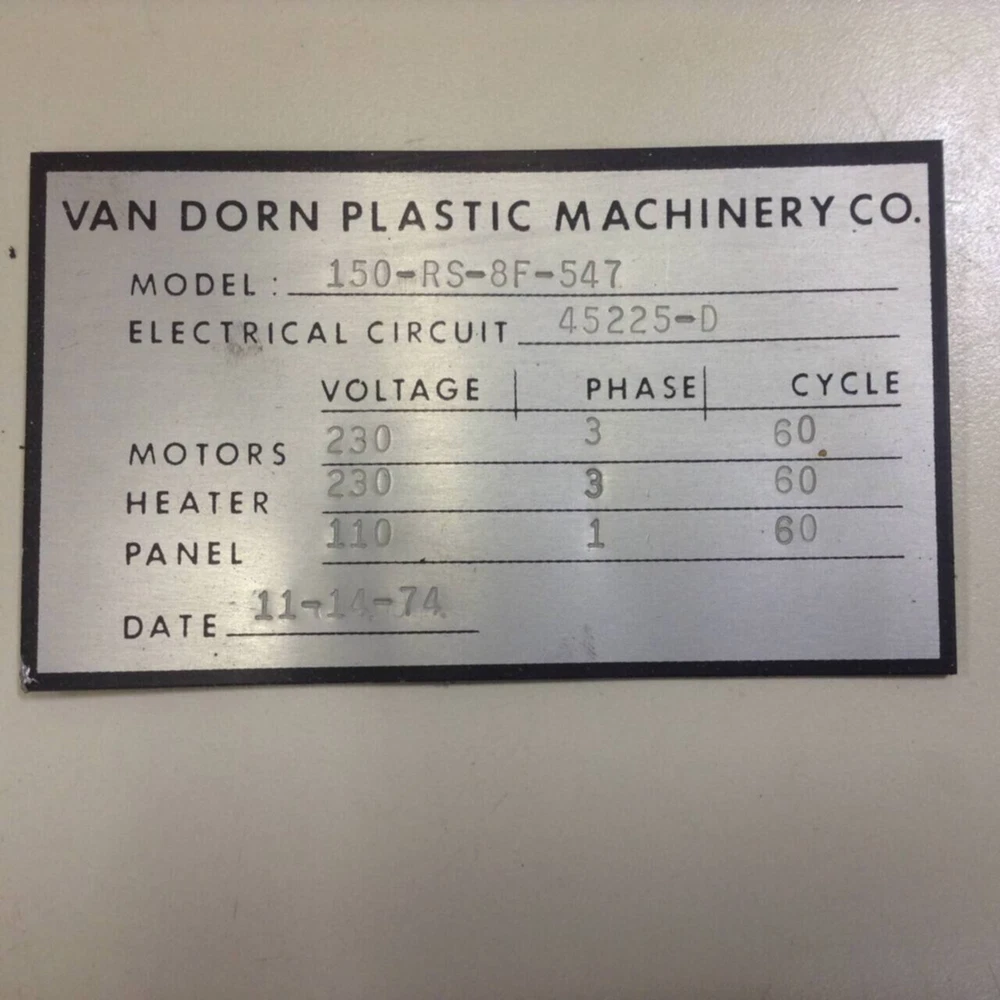 VAN DORN PLASTIC MACHINERY CO.
MODEL: 150-RS-8F-547
ELECTRICAL CIRCUIT 45225-D
VOLTAGE PHASE CYCLE
MOTORS 230 3 60
HEATER 230 3 60
PANEL 110 1 60
DATE 11-14-74